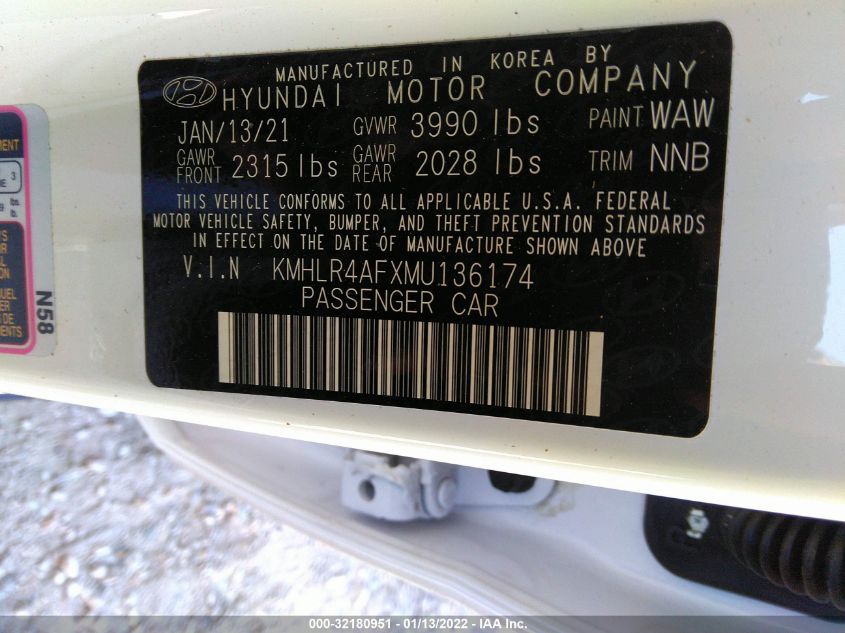 MANUFACTURED IN KOREA BY
HYUNDAI MOTOR COMPANY
JAN/13/21 GVWR 3990 lbs PAINT WAW
GAWR FRONT 2315 lbs GAWR REAR 2028 lbs TRIM NNB
THIS VEHICLE CONFORMS TO ALL APPLICABLE U.S.A. FEDERAL
MOTOR VEHICLE SAFETY, BUMPER, AND THEFT PREVENTION STANDARDS
IN EFFECT ON THE DATE OF MANUFACTURE SHOWN ABOVE
V.I.N KMHLR4AFXMU136174
PASSENGER CAR
3
N58
000-32180951 - 01/13/2022 - IAA Inc.